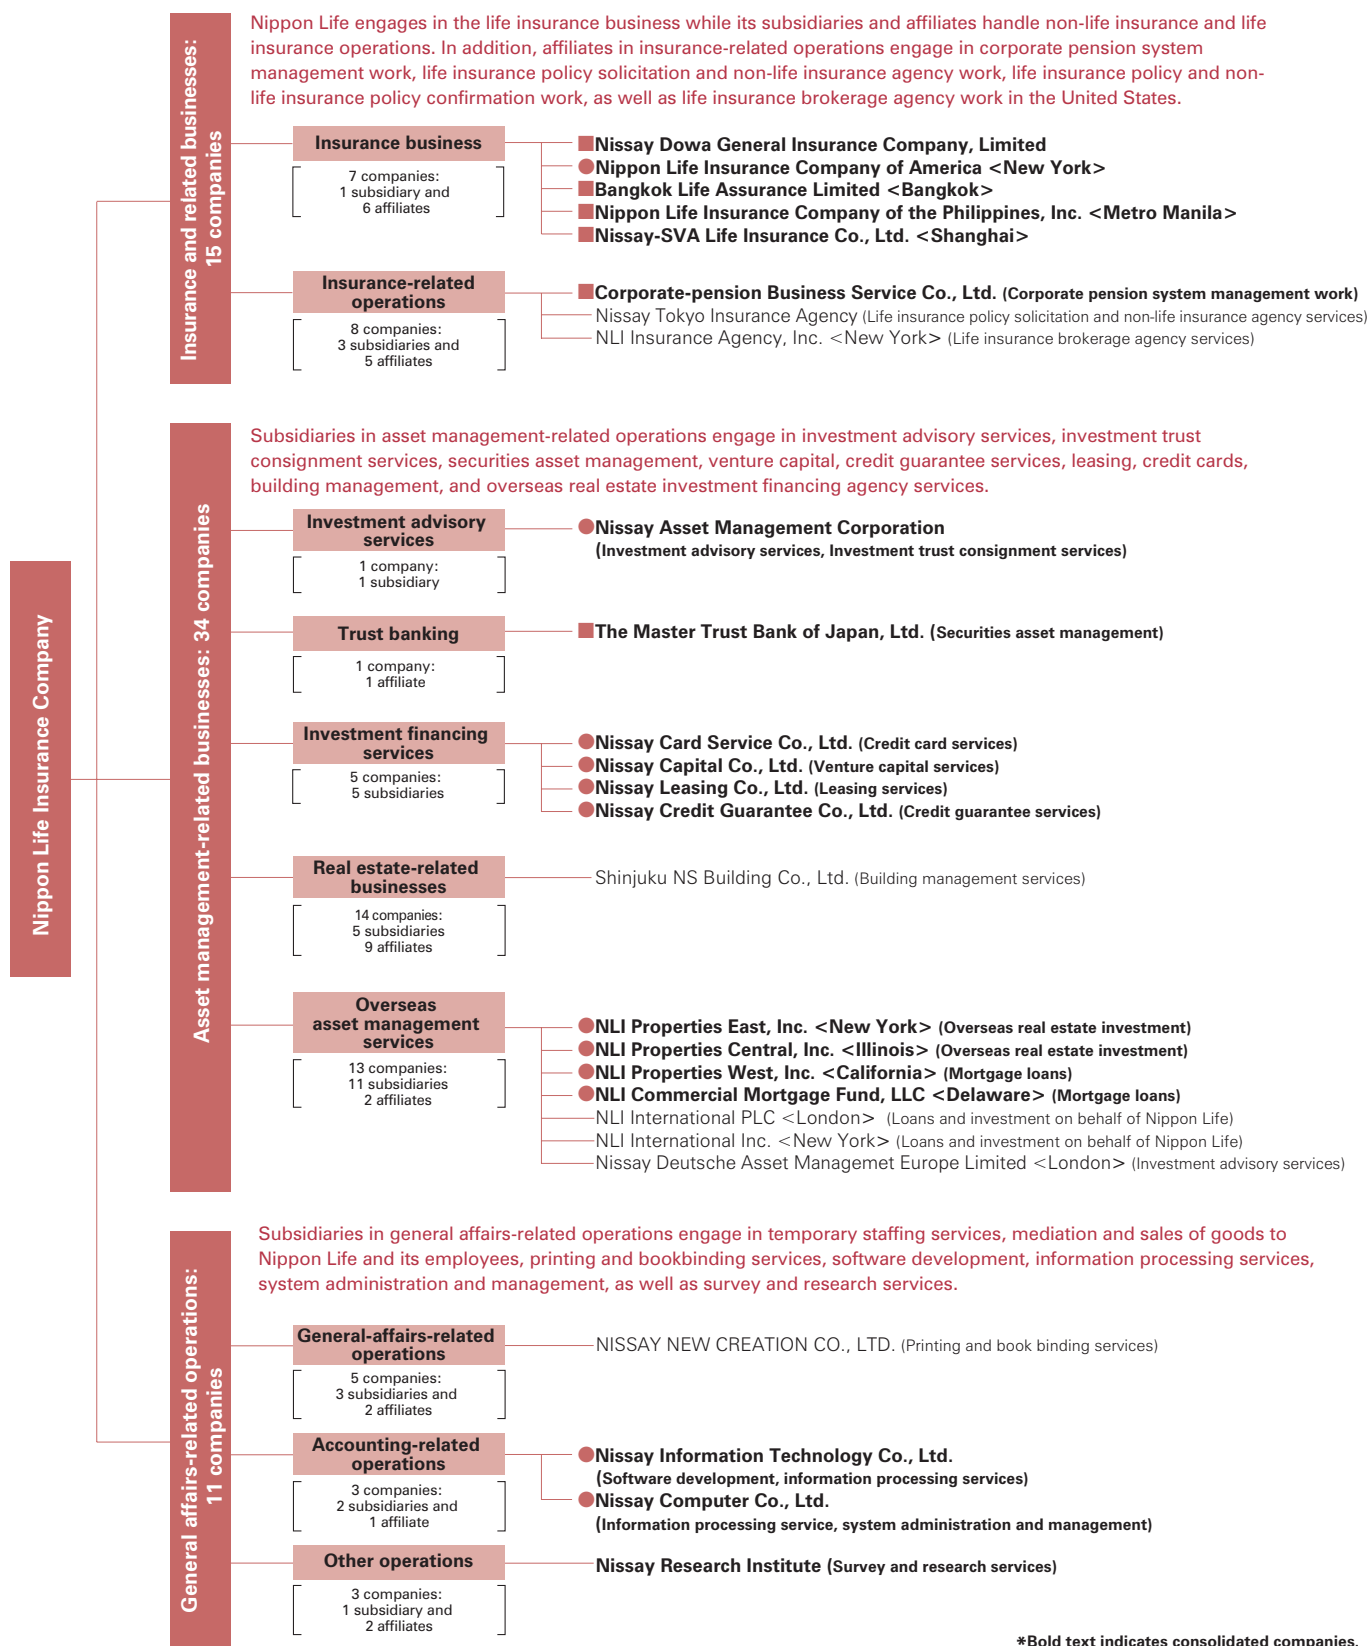 Nippon Life Insurance Company
Insurance and related businesses:
15 companies
Nippon Life engages in the life insurance business while its subsidiaries and affiliates handle non-life insurance and life
insurance operations. In addition, affiliates in insurance-related operations engage in corporate pension system
management work, life insurance policy solicitation and non-life insurance agency work, life insurance policy and non-
life insurance policy confirmation work, as well as life insurance brokerage agency work in the United States.
Insurance business
7 companies:
1 subsidiary and
6 affiliates
■Nissay Dowa General Insurance Company, Limited
●Nippon Life Insurance Company of America <New York>
■Bangkok Life Assurance Limited <Bangkok>
■Nippon Life Insurance Company of the Philippines, Inc. <Metro Manila>
■Nissay-SVA Life Insurance Co., Ltd. <Shanghai>
Insurance-related
operations
8 companies:
3 subsidiaries and
5 affiliates
■Corporate-pension Business Service Co., Ltd. (Corporate pension system management work)
Nissay Tokyo Insurance Agency (Life insurance policy solicitation and non-life insurance agency services)
NLI Insurance Agency, Inc. <New York> (Life insurance brokerage agency services)
Asset management-related businesses: 34 companies
Subsidiaries in asset management-related operations engage in investment advisory services, investment trust
consignment services, securities asset management, venture capital, credit guarantee services, leasing, credit cards,
building management, and overseas real estate investment financing agency services.
Investment advisory
services
1 company:
1 subsidiary
●Nissay Asset Management Corporation
(Investment advisory services, Investment trust consignment services)
Trust banking
1 company:
1 affiliate
■The Master Trust Bank of Japan, Ltd. (Securities asset management)
Investment financing
services
5 companies:
5 subsidiaries
●Nissay Card Service Co., Ltd. (Credit card services)
●Nissay Capital Co., Ltd. (Venture capital services)
●Nissay Leasing Co., Ltd. (Leasing services)
●Nissay Credit Guarantee Co., Ltd. (Credit guarantee services)
Real estate-related
businesses
14 companies:
5 subsidiaries
9 affiliates
Shinjuku NS Building Co., Ltd. (Building management services)
Overseas
asset management
services
13 companies:
11 subsidiaries
2 affiliates
●NLI Properties East, Inc. <New York> (Overseas real estate investment)
●NLI Properties Central, Inc. <Illinois> (Overseas real estate investment)
●NLI Properties West, Inc. <California> (Mortgage loans)
●NLI Commercial Mortgage Fund, LLC <Delaware> (Mortgage loans)
NLI International PLC <London> (Loans and investment on behalf of Nippon Life)
NLI International Inc. <New York> (Loans and investment on behalf of Nippon Life)
Nissay Deutsche Asset Managemet Europe Limited <London> (Investment advisory services)
General affairs-related operations:
11 companies
Subsidiaries in general affairs-related operations engage in temporary staffing services, mediation and sales of goods to
Nippon Life and its employees, printing and bookbinding services, software development, information processing services,
system administration and management, as well as survey and research services.
General-affairs-related
operations
5 companies:
3 subsidiaries and
2 affiliates
NISSAY NEW CREATION CO., LTD. (Printing and book binding services)
Accounting-related
operations
3 companies:
2 subsidiaries and
1 affiliate
●Nissay Information Technology Co., Ltd.
(Software development, information processing services)
●Nissay Computer Co., Ltd.
(Information processing service, system administration and management)
Other operations
3 companies:
1 subsidiary and
2 affiliates
Nissay Research Institute (Survey and research services)
*Bold text indicates consolidated companies.